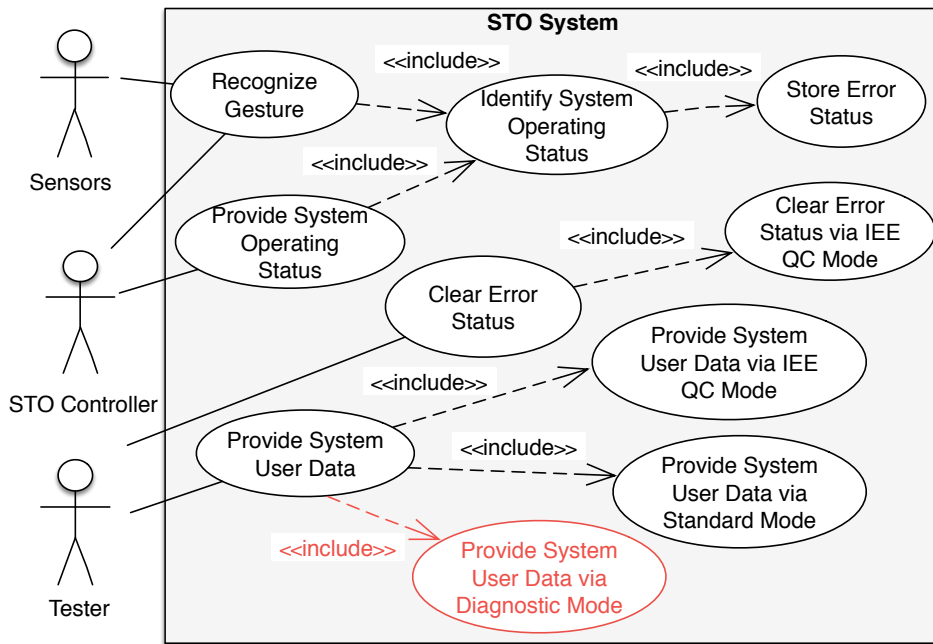 STO System
<<include>>
<<include>>
Recognize
Gesture
Identify System
Operating
Status
Store Error
Status
Sensors
<<include>>
Provide System
Operating
Status
Clear Error
Status via IEE
QC Mode
<<include>>
Clear Error
Status
STO Controller
Provide System
User Data via IEE
QC Mode
<<include>>
Provide System
User Data
<<include>>
Provide System
User Data via
Standard Mode
Tester
<<include>>
Provide System
User Data via
Diagnostic Mode